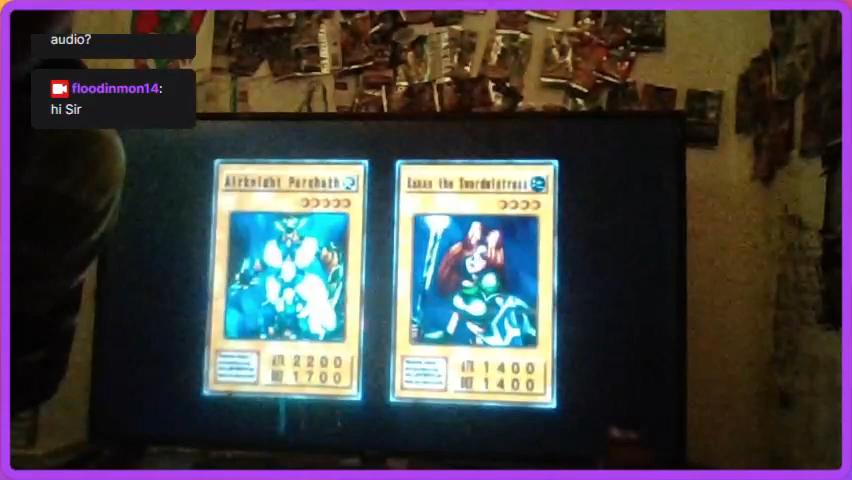 audio?
floodinmon14:
hi Sir
Airknight Parshath
Kanan the Swordmistress
ATK 2200
DEF 1700
ATK 1400
DEF 1400